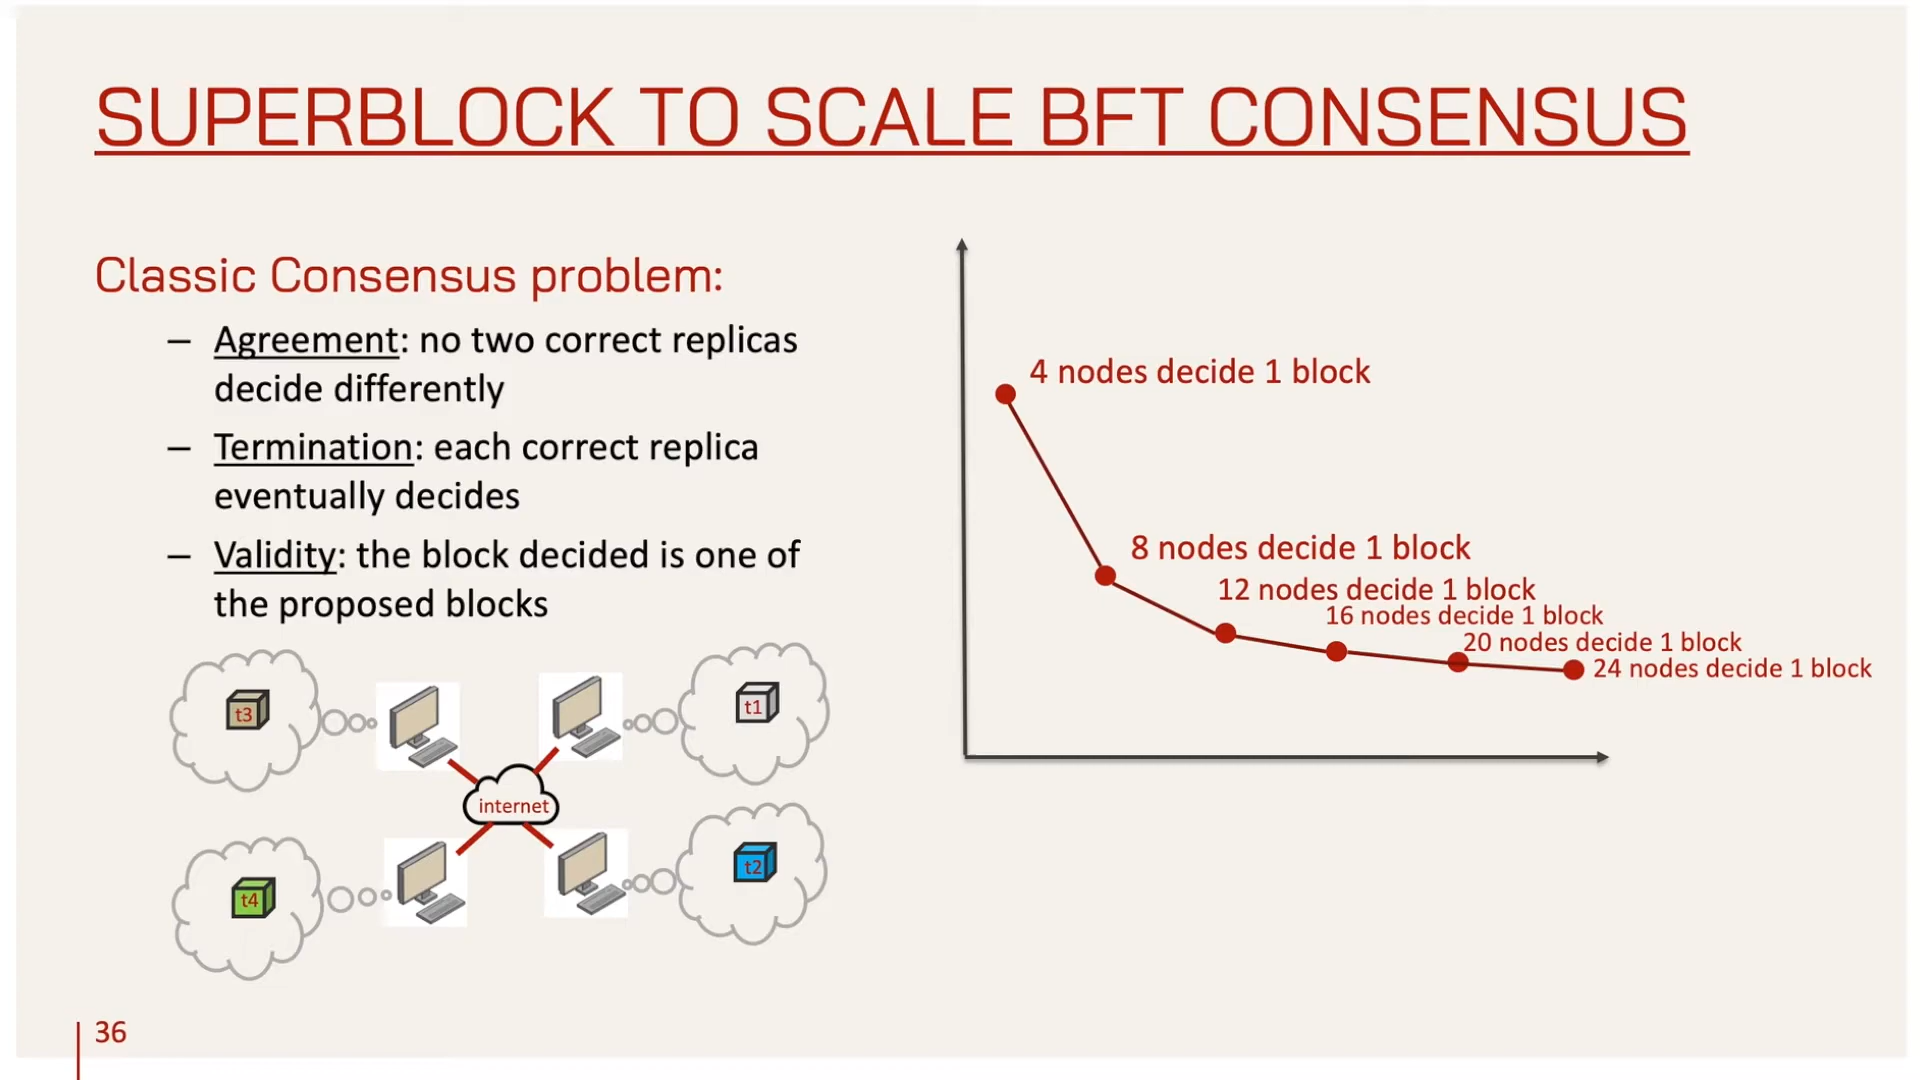 SUPERBLOCK TO SCALE BFT CONSENSUS
Classic Consensus problem:
– Agreement: no two correct replicas
decide differently
– Termination: each correct replica
eventually decides
– Validity: the block decided is one of
the proposed blocks
t3
t1
internet
t4
t2
4 nodes decide 1 block
8 nodes decide 1 block
12 nodes decide 1 block
16 nodes decide 1 block
20 nodes decide 1 block
24 nodes decide 1 block
36